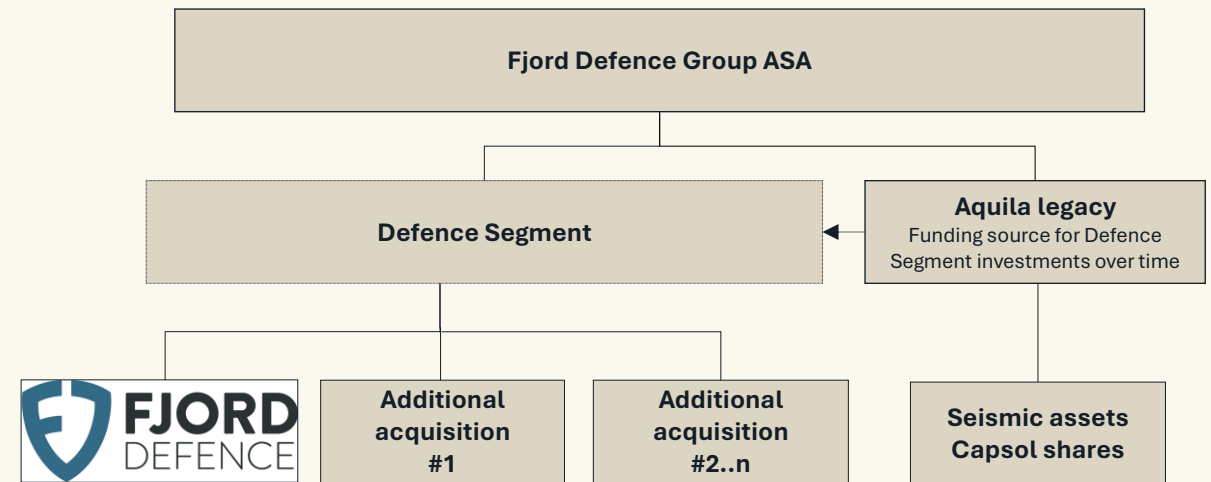 Fjord Defence Group ASA
Defence Segment
Aquila legacy
Funding source for Defence
Segment investments over time
FJORD
DEFENCE
Additional
acquisition
#1
Additional
acquisition
#2..n
Seismic assets
Capsol shares